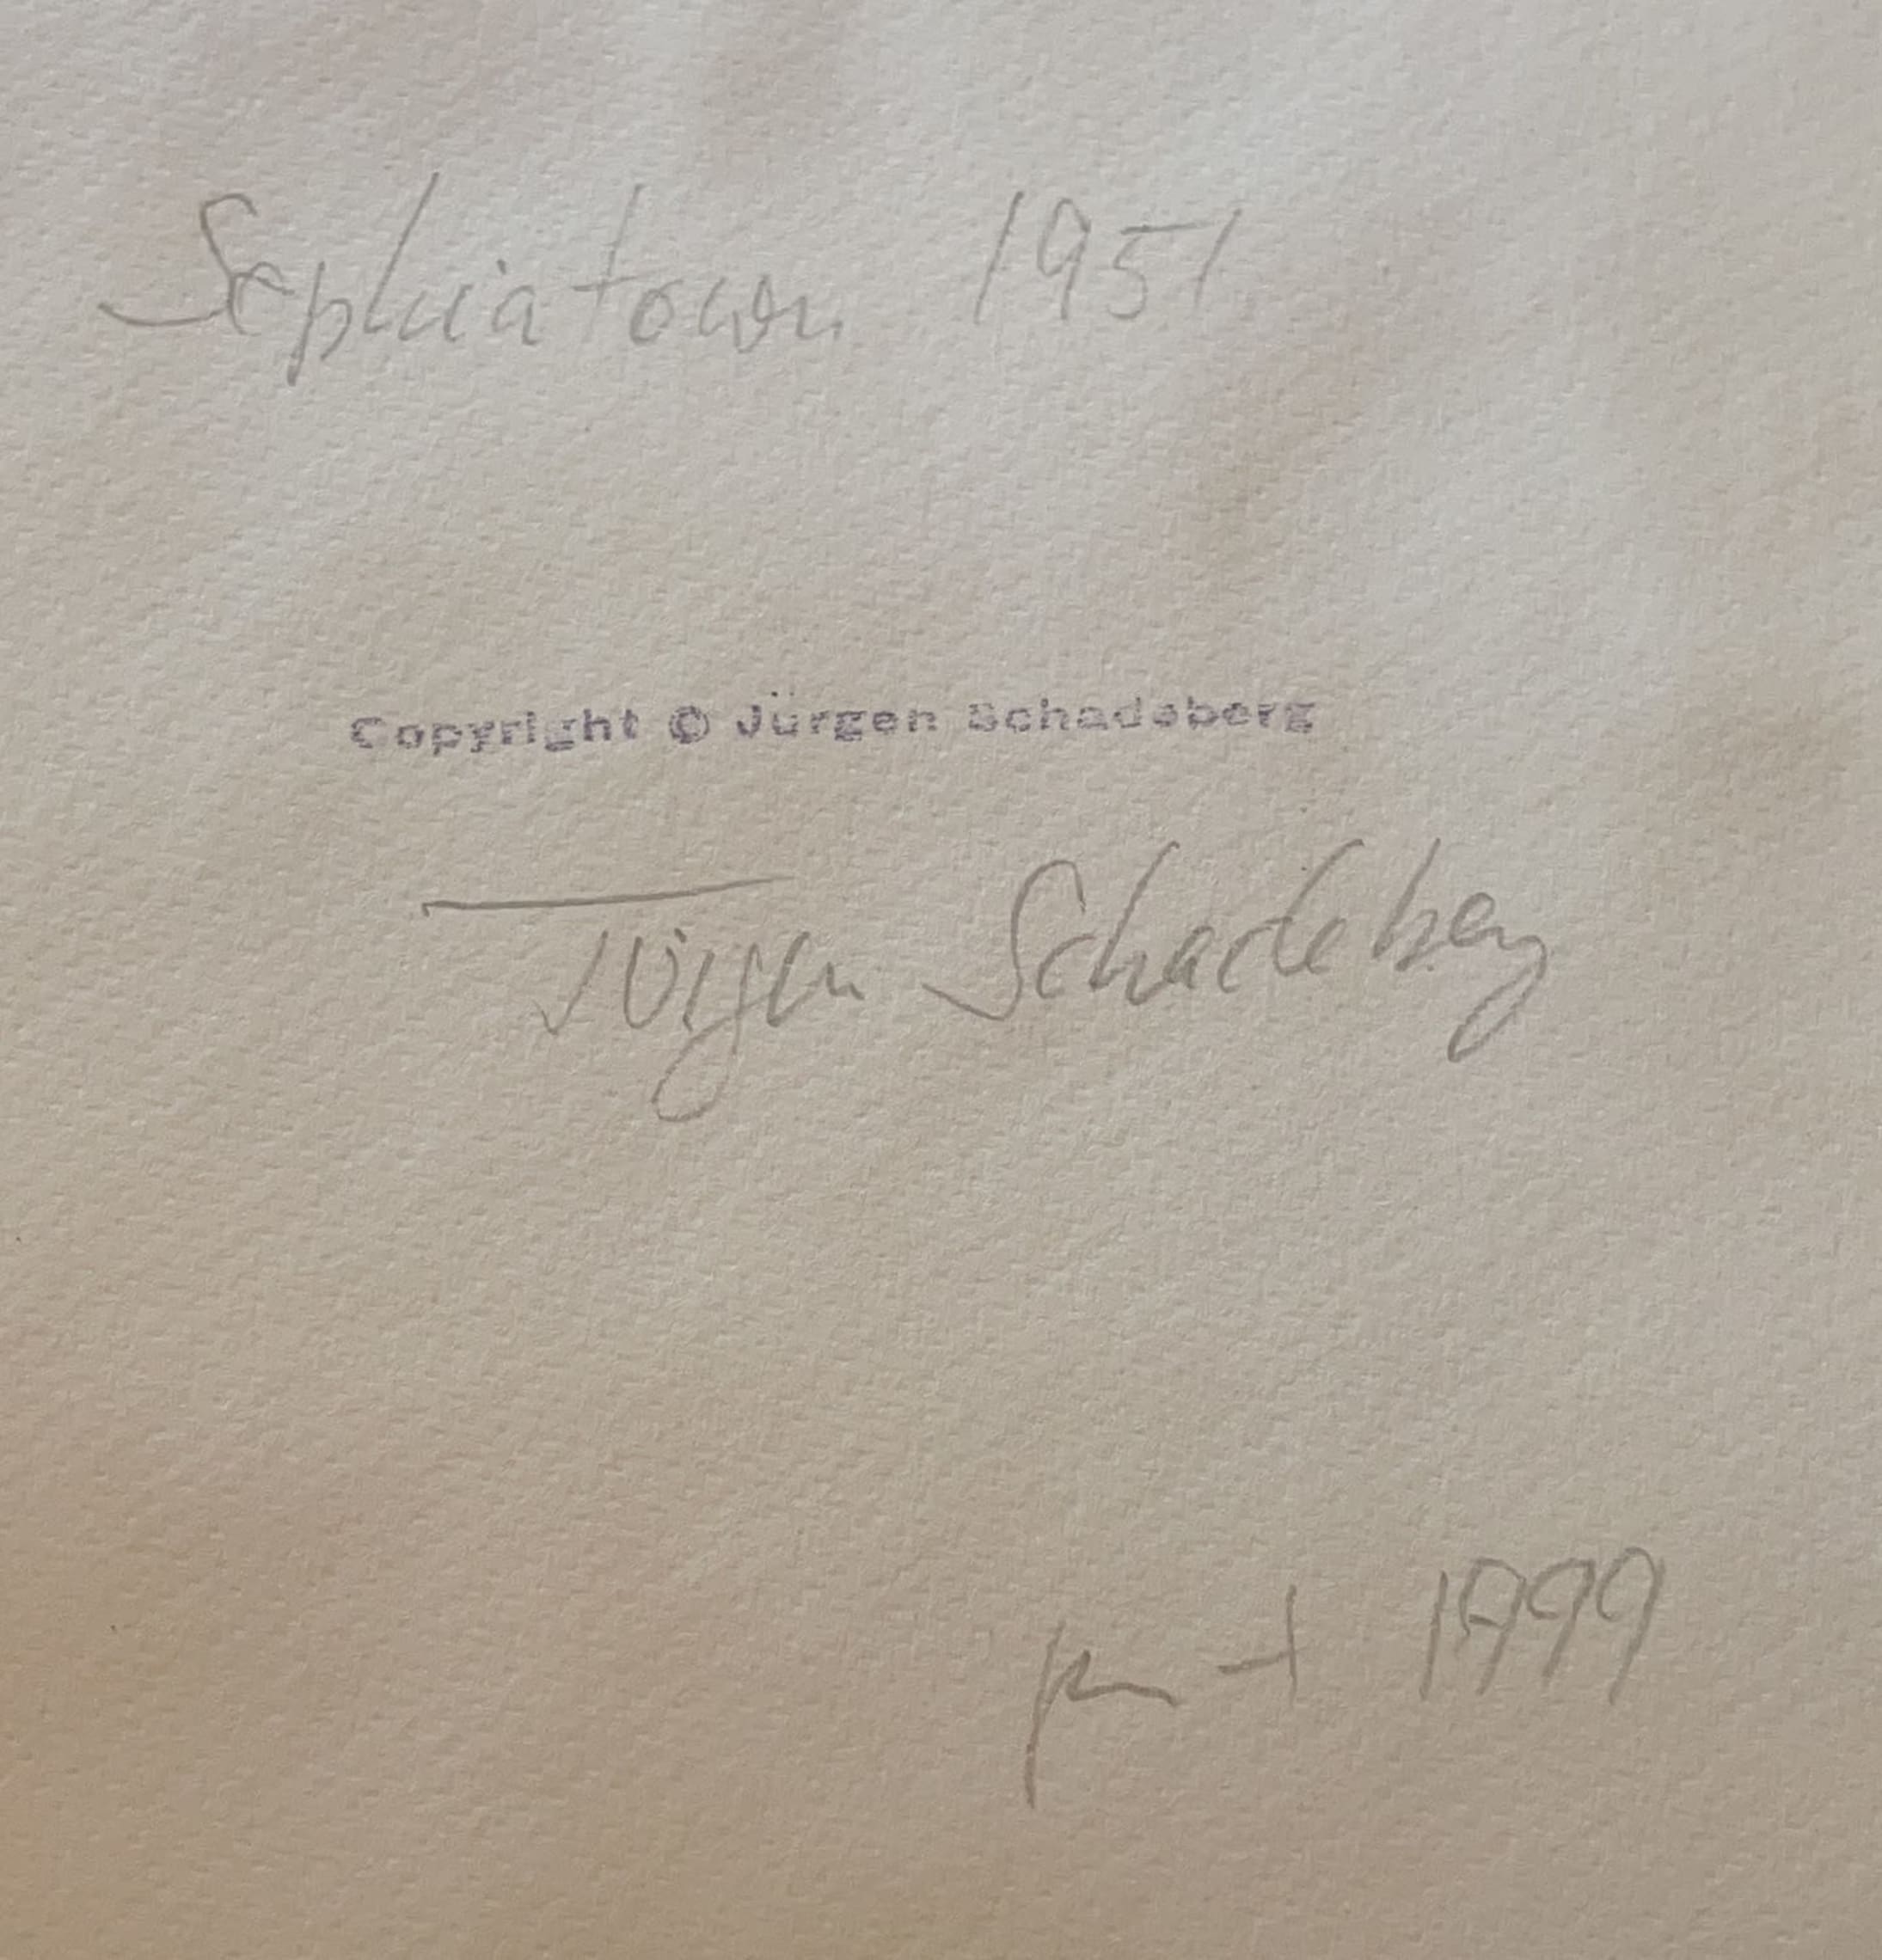 Sophiatown 1951
Copyright © Jürgen Schadeberg
Jürgen Schadeberg
print 1999